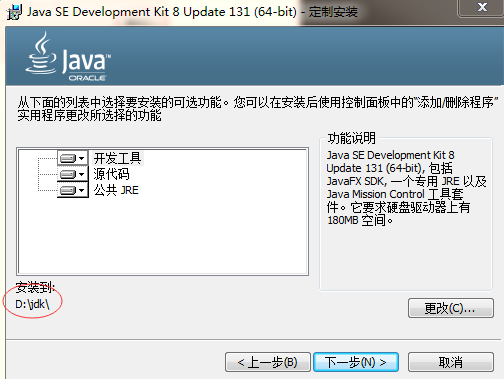 Java SE Development Kit 8 Update 131 (64-bit) - 定制安装
Java
ORACLE
从下面的列表中选择要安装的可选功能。您可以在安装后使用控制面板中的“添加/删除程序”
实用程序更改所选择的功能
开发工具
源代码
公共 JRE
功能说明
Java SE Development Kit 8
Update 131 (64-bit), 包括
JavaFX SDK, 一个专用 JRE 以及
Java Mission Control 工具套
件。它要求硬盘驱动器上有
180MB 空间。
安装到:
D:\jdk\
更改(C)...
< 上一步(B)
下一步(N) >
取消